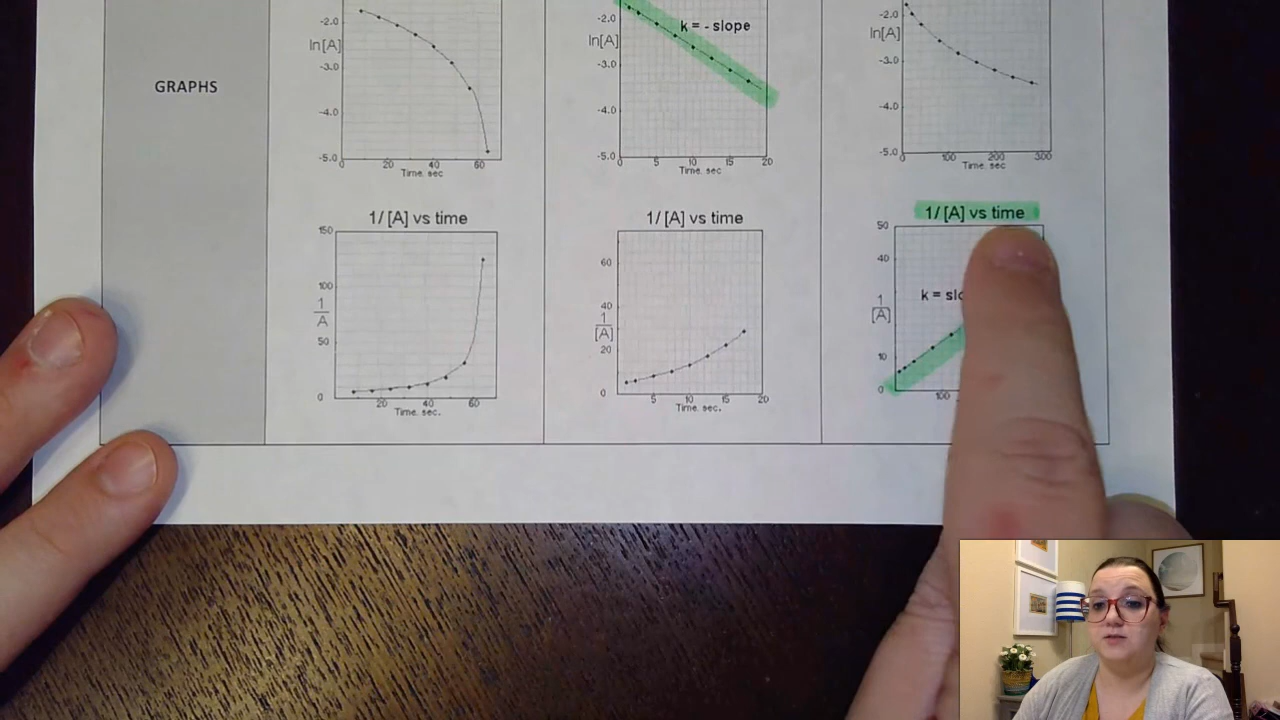 GRAPHS
-2.0
ln[A]
-3.0
-4.0
-5.0
0 20 40 60
Time. sec
-2.0
ln[A]
-3.0
-4.0
-5.0
k = - slope
0 5 10 15 20
Time. sec
-2.0
ln[A]
-3.0
-4.0
-5.0
0 100 200 300
Time. sec
1/ [A] vs time
150
100
1
A
50
0
20 40 60
Time. sec.
1/ [A] vs time
60
40
1
[A]
20
0
5 10 15 20
Time. sec.
1/ [A] vs time
50
40
k = slo
1
[A]
10
0
100